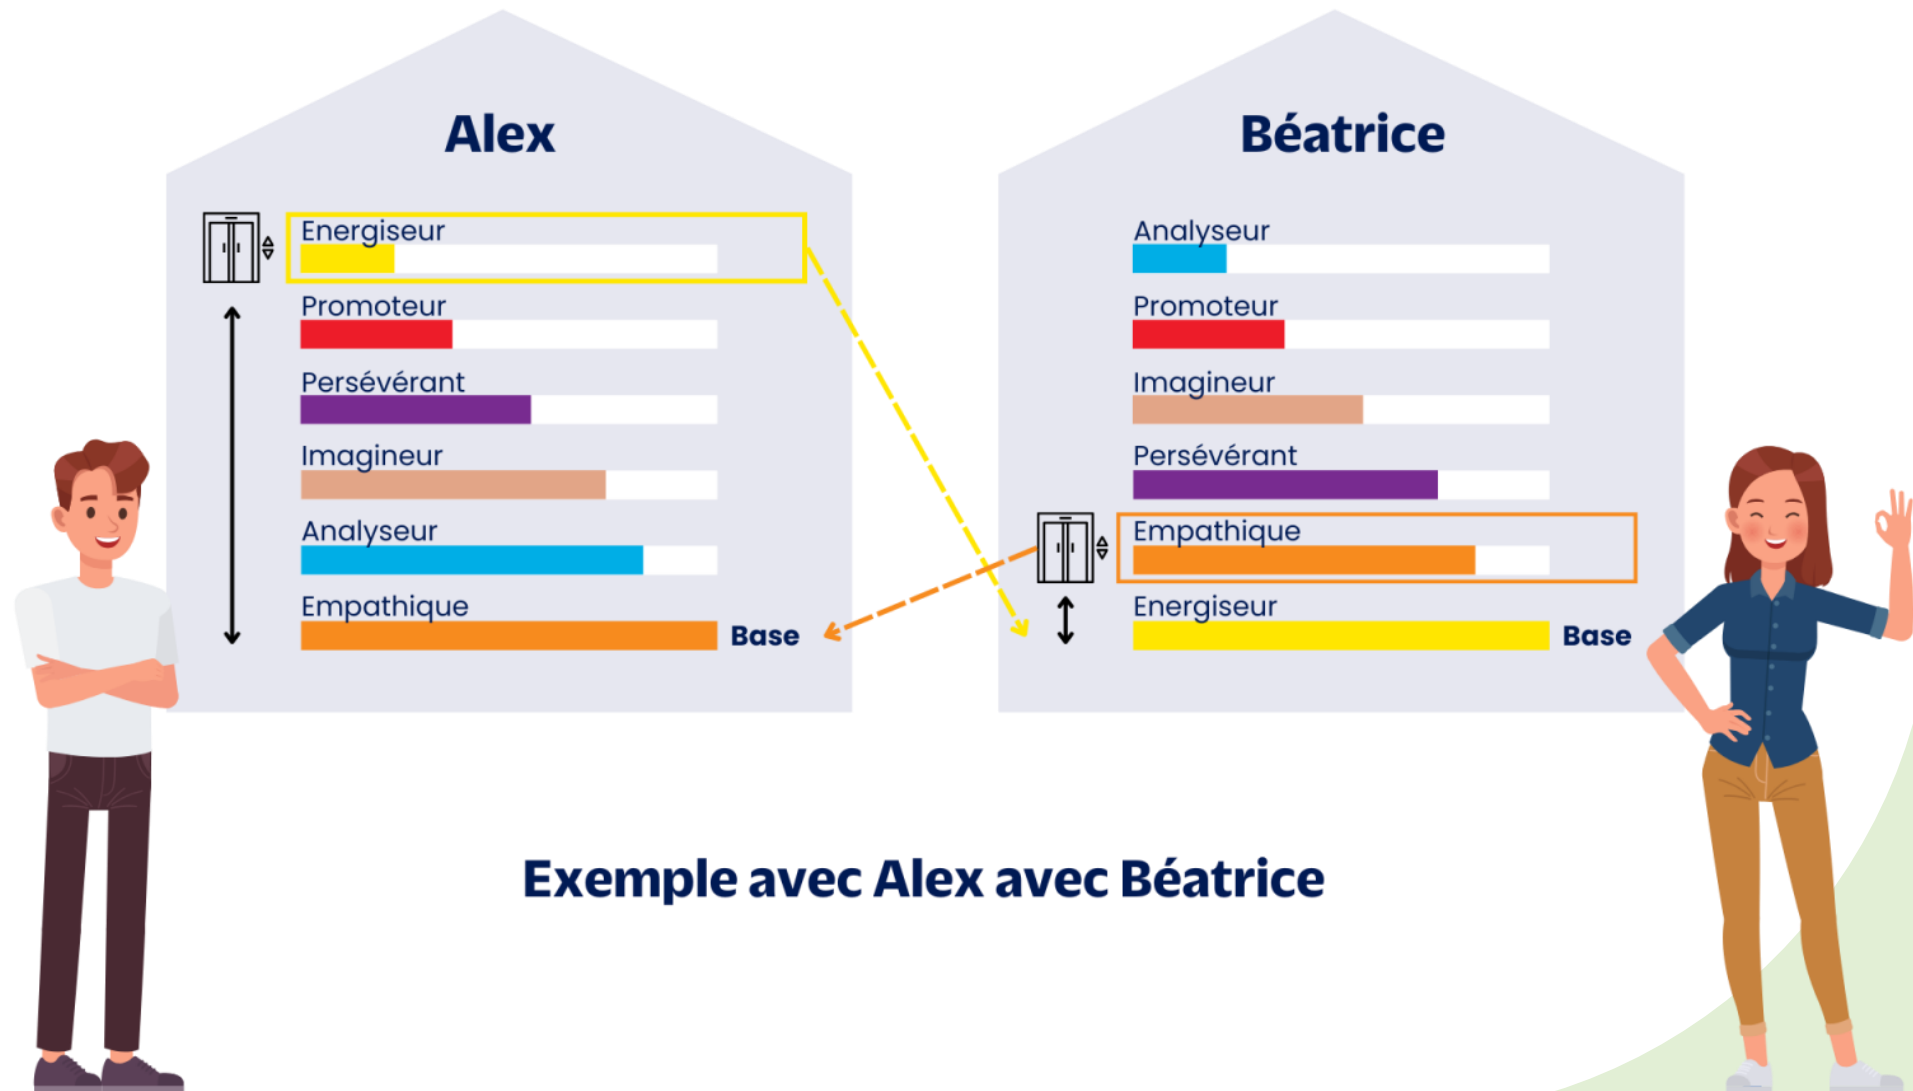 Alex
Energiseur
Promoteur
Persévérant
Imagineur
Analyseur
Empathique
Base
Béatrice
Analyseur
Promoteur
Imagineur
Persévérant
Empathique
Energiseur
Base
Exemple avec Alex avec Béatrice